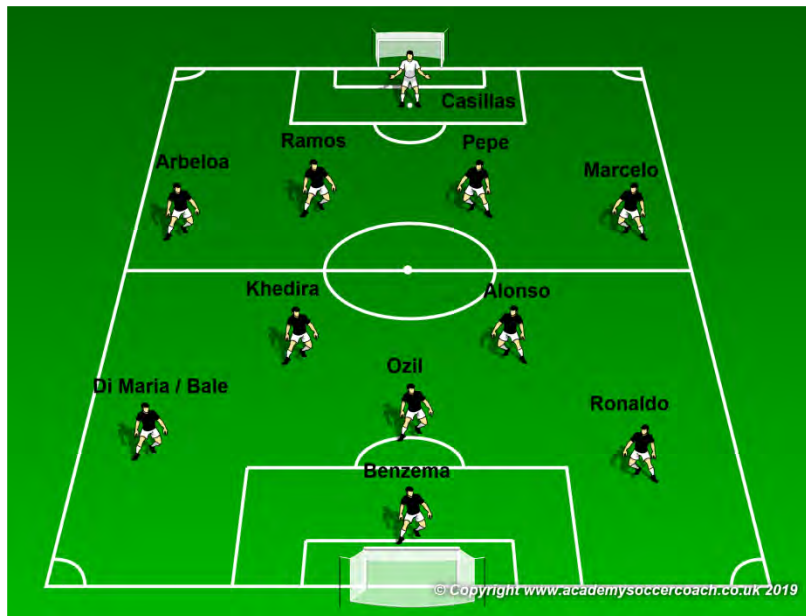 Casillas
Ramos
Pepe
Arbeloa
Marcelo
Khedira
Alonso
Ozil
Di Maria / Bale
Ronaldo
Benzema
© Copyright www.academysoccercoach.co.uk 2019